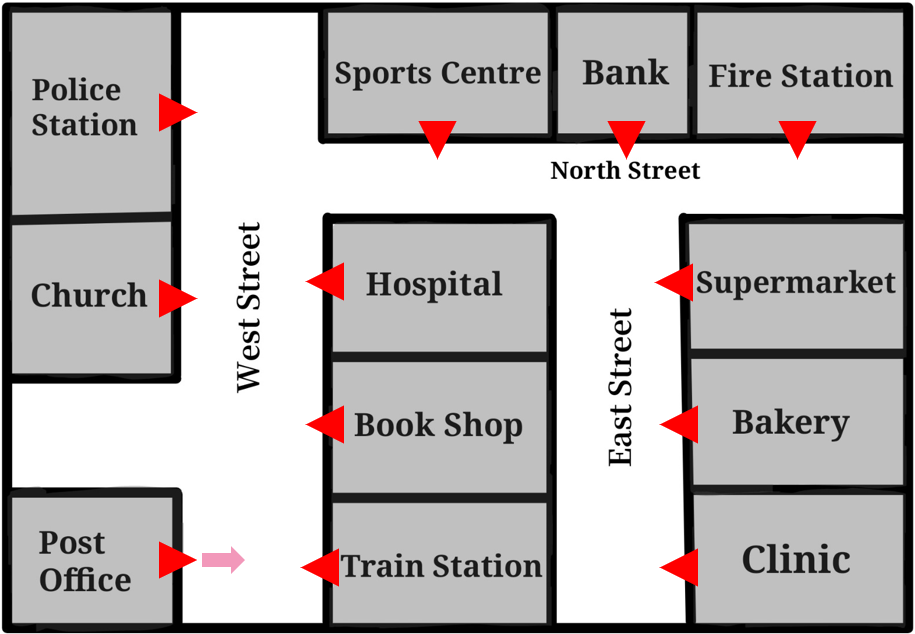 Police
Station
Sports Centre
Bank
Fire Station
North Street
Church
West Street
Hospital
Supermarket
East Street
Book Shop
Bakery
Post
Office
Train Station
Clinic